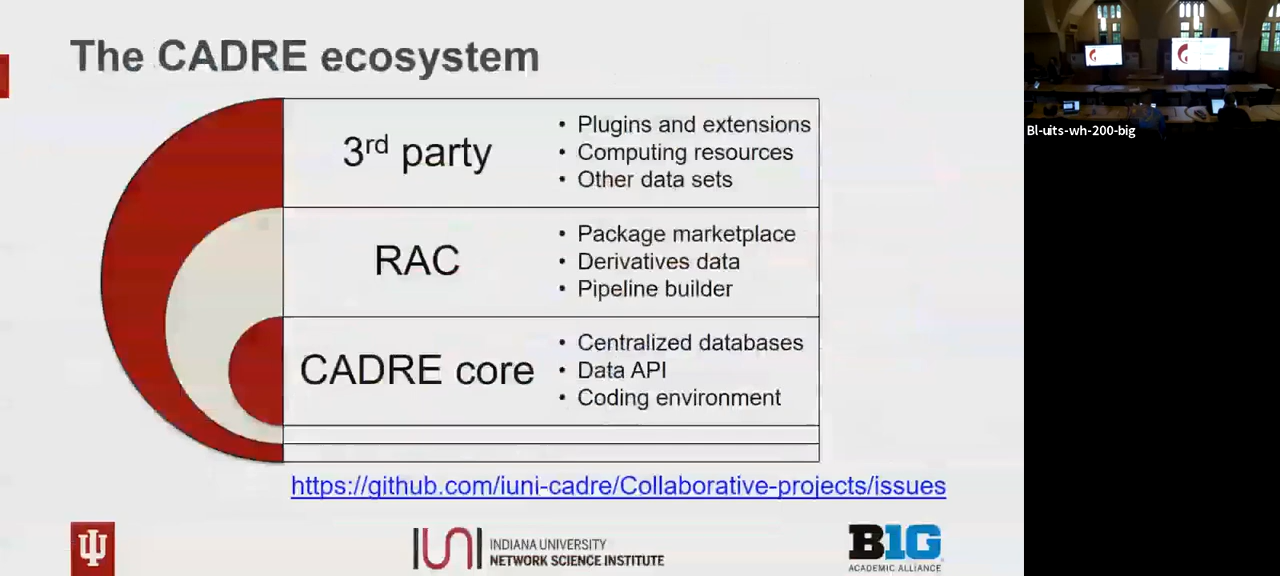 The CADRE ecosystem
3rd party
• Plugins and extensions
• Computing resources
• Other data sets
RAC
• Package marketplace
• Derivatives data
• Pipeline builder
CADRE core
• Centralized databases
• Data API
• Coding environment
https://github.com/iuni-cadre/Collaborative-projects/issues
IUNI
INDIANA UNIVERSITY
NETWORK SCIENCE INSTITUTE
B1G
ACADEMIC ALLIANCE
Bl-uits-wh-200-big